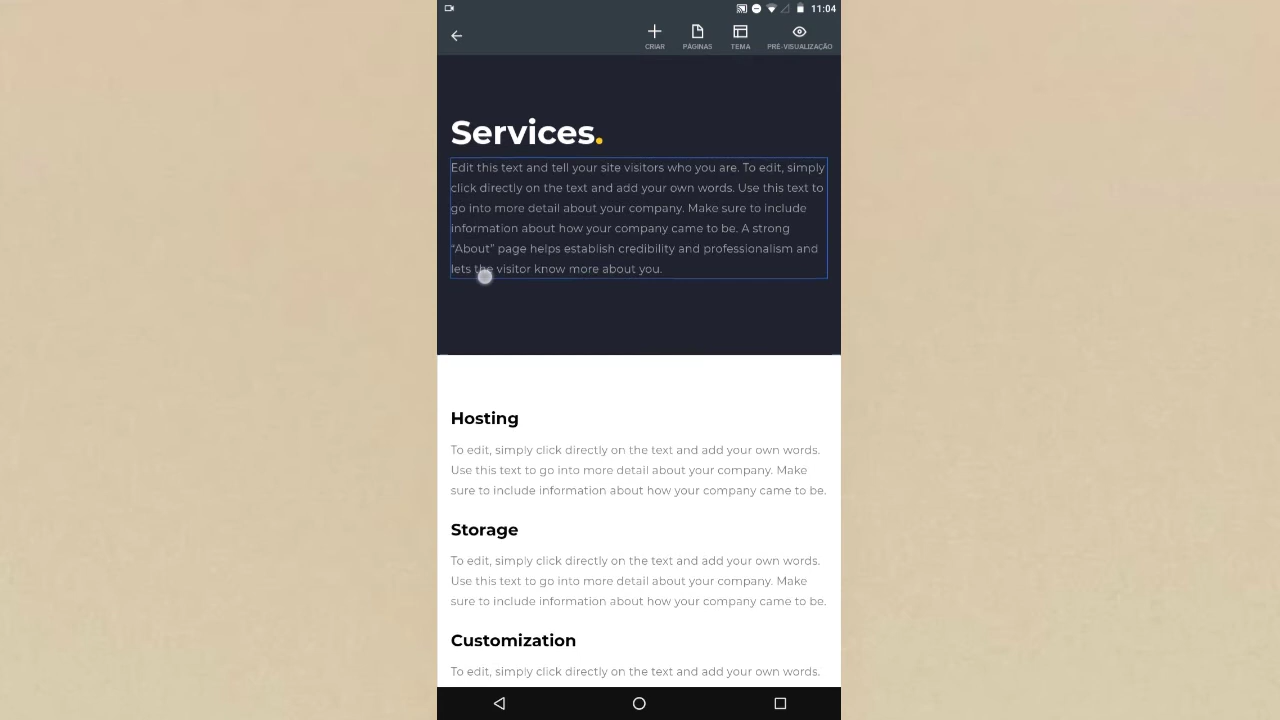 11:04
CRIAR PÁGINAS TEMA PRÉ-VISUALIZAÇÃO
Services.
Edit this text and tell your site visitors who you are. To edit, simply
click directly on the text and add your own words. Use this text to
go into more detail about your company. Make sure to include
information about how your company came to be. A strong
“About” page helps establish credibility and professionalism and
lets the visitor know more about you.
Hosting
To edit, simply click directly on the text and add your own words.
Use this text to go into more detail about your company. Make
sure to include information about how your company came to be.
Storage
To edit, simply click directly on the text and add your own words.
Use this text to go into more detail about your company. Make
sure to include information about how your company came to be.
Customization
To edit, simply click directly on the text and add your own words.